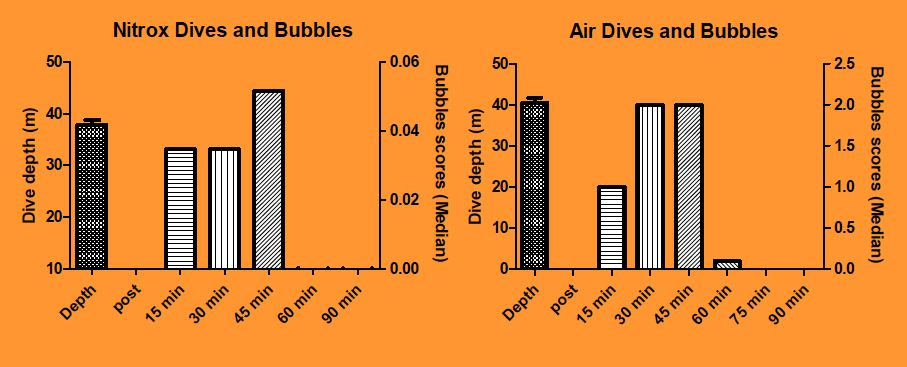 Nitrox Dives and Bubbles
50
40
30
20
10
Dive depth (m)
0.06
0.04
0.02
0.00
Bubbles scores (Median)
Depth
post
15 min
30 min
45 min
60 min
90 min
Air Dives and Bubbles
50
40
30
20
10
0
Dive depth (m)
2.5
2.0
1.5
1.0
0.5
0.0
Bubbles scores (Median)
Depth
post
15 min
30 min
45 min
60 min
75 min
90 min